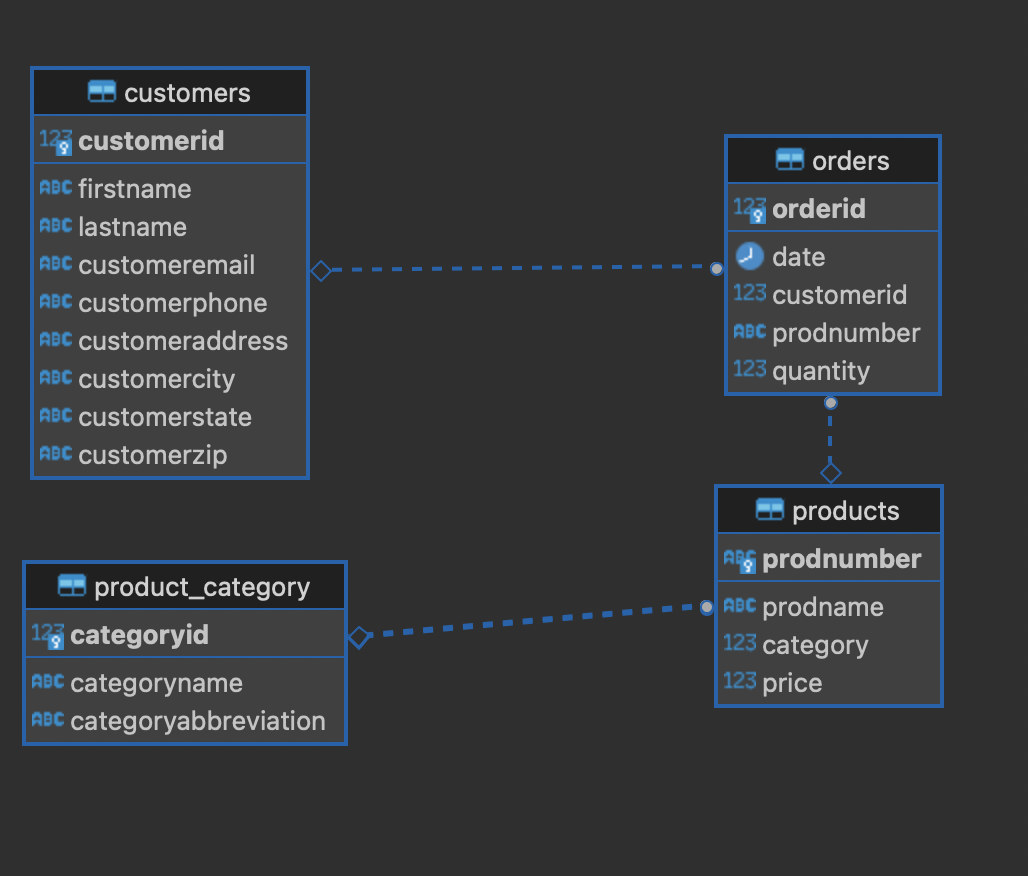 customers
123 customerid
ABC firstname
ABC lastname
ABC customeremail
ABC customerphone
ABC customeraddress
ABC customercity
ABC customerstate
ABC customerzip
orders
123 orderid
date
123 customerid
ABC prodnumber
123 quantity
product_category
123 categoryid
ABC categoryname
ABC categoryabbreviation
products
ABC prodnumber
ABC prodname
123 category
123 price